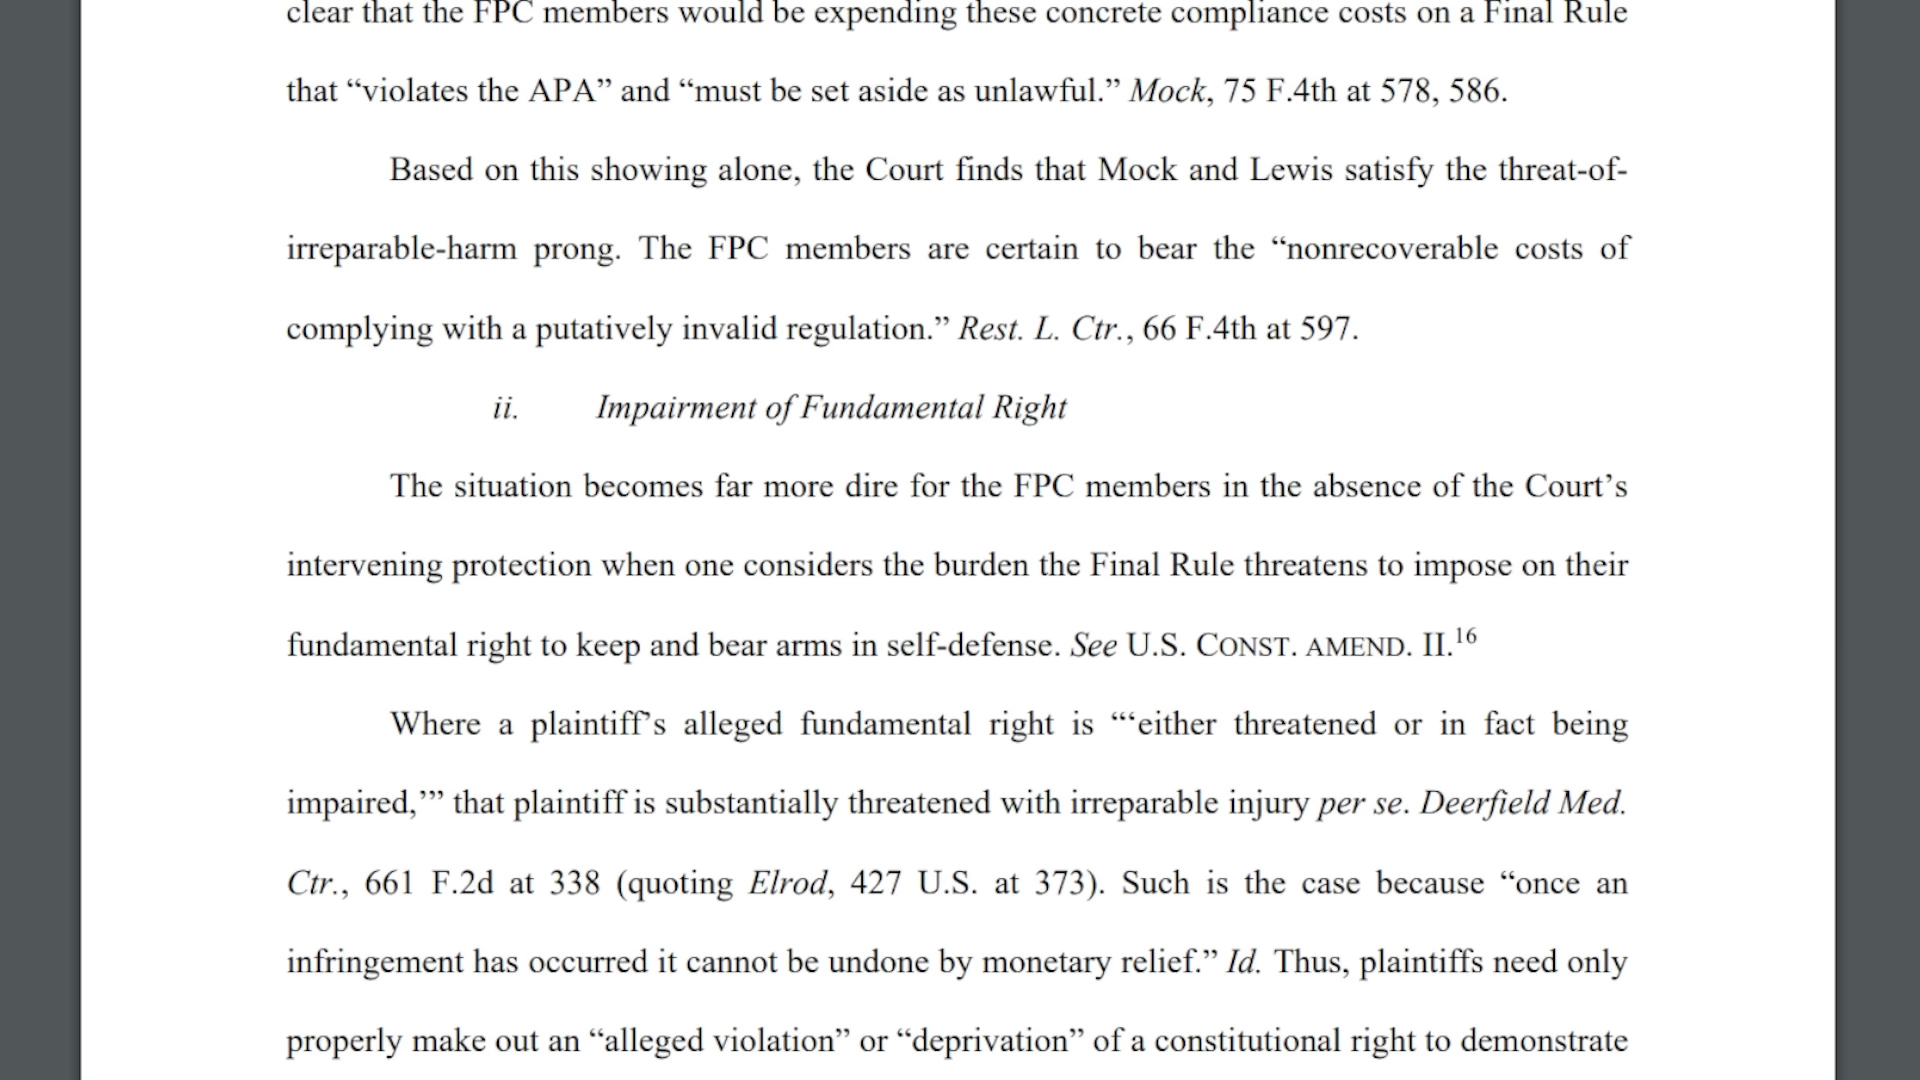 clear that the FPC members would be expending these concrete compliance costs on a Final Rule
that “violates the APA” and “must be set aside as unlawful.” Mock, 75 F.4th at 578, 586.
Based on this showing alone, the Court finds that Mock and Lewis satisfy the threat-of-
irreparable-harm prong. The FPC members are certain to bear the “nonrecoverable costs of
complying with a putatively invalid regulation.” Rest. L. Ctr., 66 F.4th at 597.
ii. Impairment of Fundamental Right
The situation becomes far more dire for the FPC members in the absence of the Court’s
intervening protection when one considers the burden the Final Rule threatens to impose on their
fundamental right to keep and bear arms in self-defense. See U.S. CONST. AMEND. II.16
Where a plaintiff’s alleged fundamental right is “‘either threatened or in fact being
impaired,’” that plaintiff is substantially threatened with irreparable injury per se. Deerfield Med.
Ctr., 661 F.2d at 338 (quoting Elrod, 427 U.S. at 373). Such is the case because “once an
infringement has occurred it cannot be undone by monetary relief.” Id. Thus, plaintiffs need only
properly make out an “alleged violation” or “deprivation” of a constitutional right to demonstrate